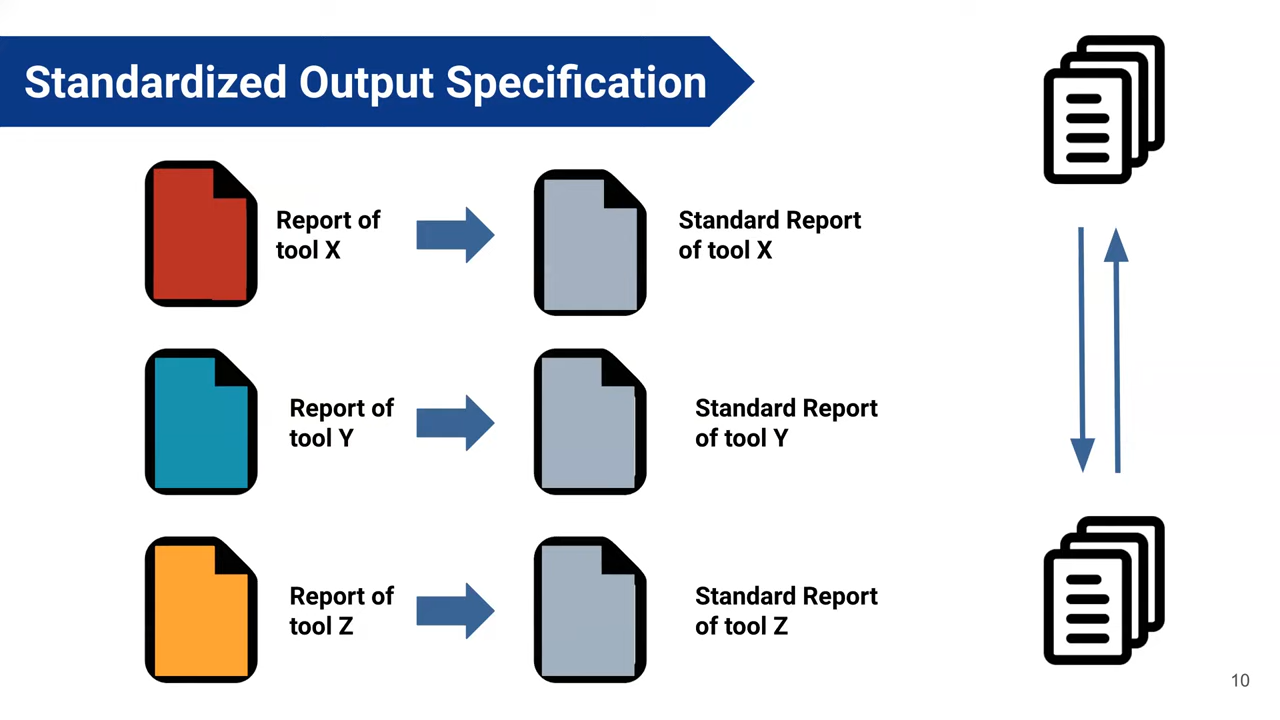 Standardized Output Specification
Report of
tool X
Standard Report
of tool X
Report of
tool Y
Standard Report
of tool Y
Report of
tool Z
Standard Report
of tool Z
10